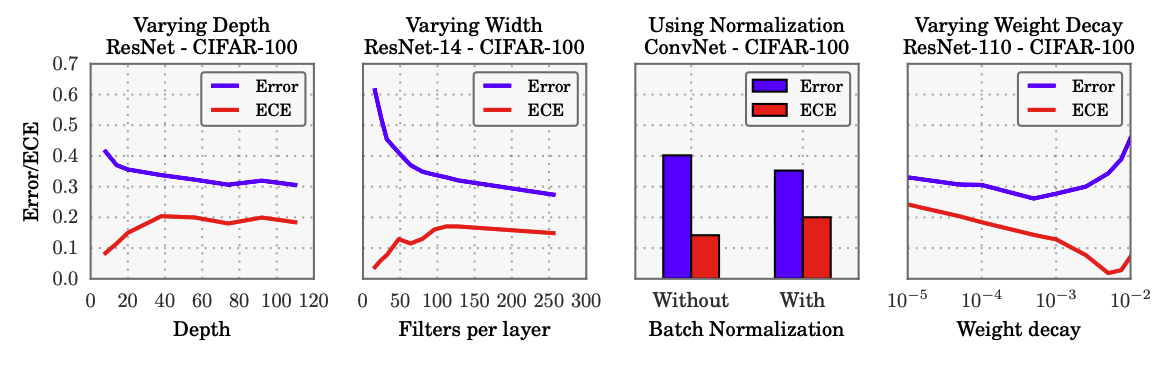 Varying Depth
ResNet - CIFAR-100
Varying Width
ResNet-14 - CIFAR-100
Using Normalization
ConvNet - CIFAR-100
Varying Weight Decay
ResNet-110 - CIFAR-100
Error/ECE
0.7
0.6
0.5
0.4
0.3
0.2
0.1
0.0
Error
ECE
0 20 40 60 80 100 120
Depth
Error
ECE
0 50 100 150 200 250 300
Filters per layer
Error
ECE
Without With
Batch Normalization
Error
ECE
10⁻⁵ 10⁻⁴ 10⁻³ 10⁻²
Weight decay